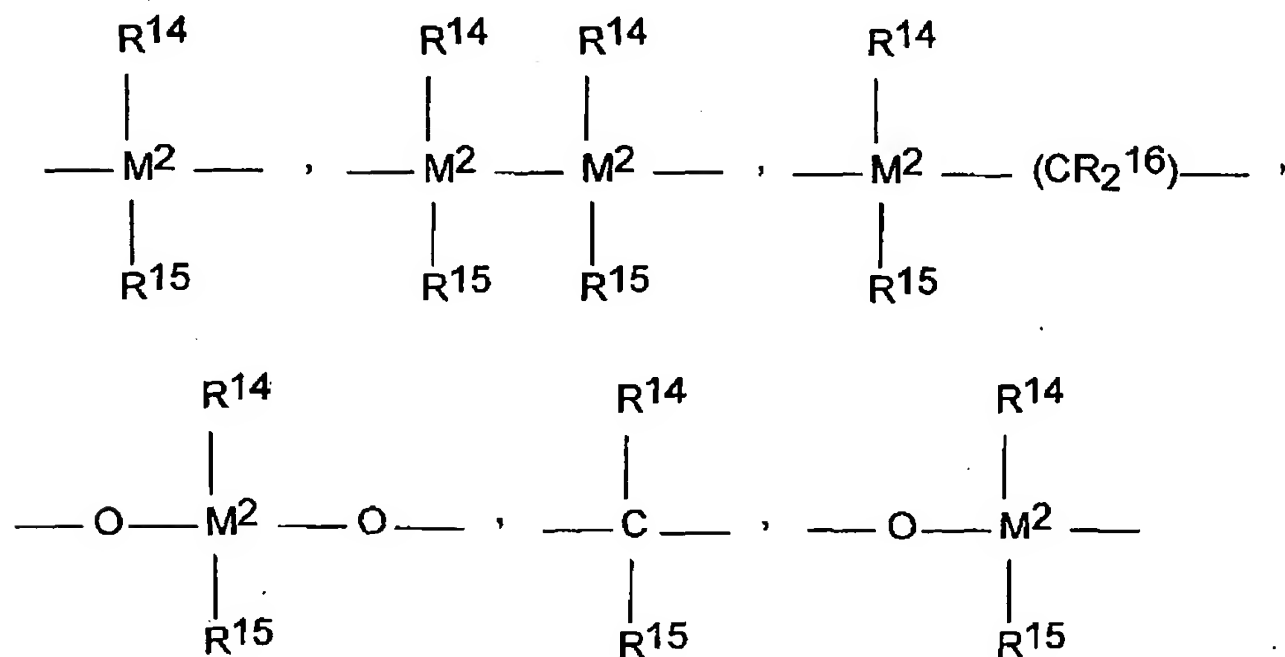 R14 R14 R14 R14
—M2— , —M2—M2— , —M2—(CR216)— ,
R15 R15 R15 R15
R14 R14 R14
—O—M2—O— , —C— , —O—M2—
R15 R15 R15